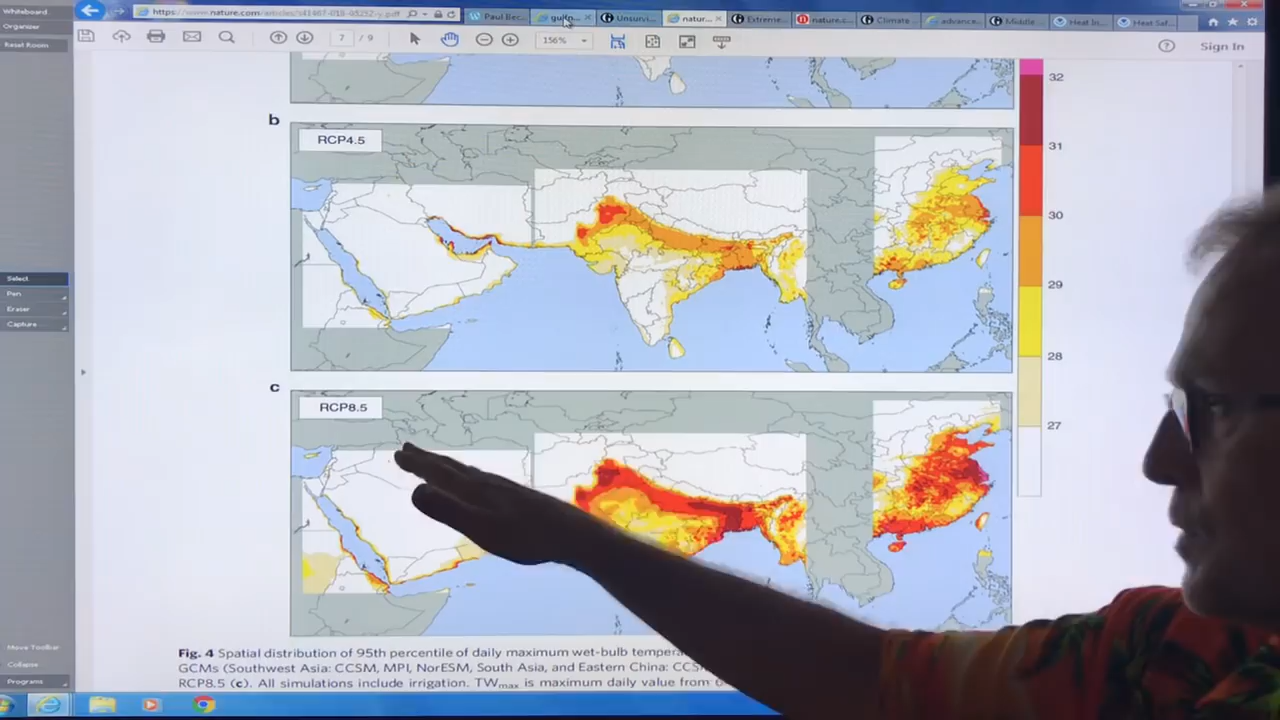 Whiteboard
Organiser
Reset Room
Select
Pen
Eraser
Capture
Move Toolbar
Collapse
Programs
https://www.nature.com/articles/s41467-018-05252-y.pdf
Paul Bec...
Unsurvi...
natur...
Extreme...
nature.c...
Climate
advance...
Middle...
Heat In...
Heat Saf...
7 / 9
156%
Sign In
b
RCP4.5
c
RCP8.5
32
31
30
29
28
27
Fig. 4 Spatial distribution of 95th percentile of daily maximum wet-bulb tempera
GCMs (Southwest Asia: CCSM, MPI, NorESM, South Asia, and Eastern China: CCS
RCP8.5 (c). All simulations include irrigation. TWmax is maximum daily value from